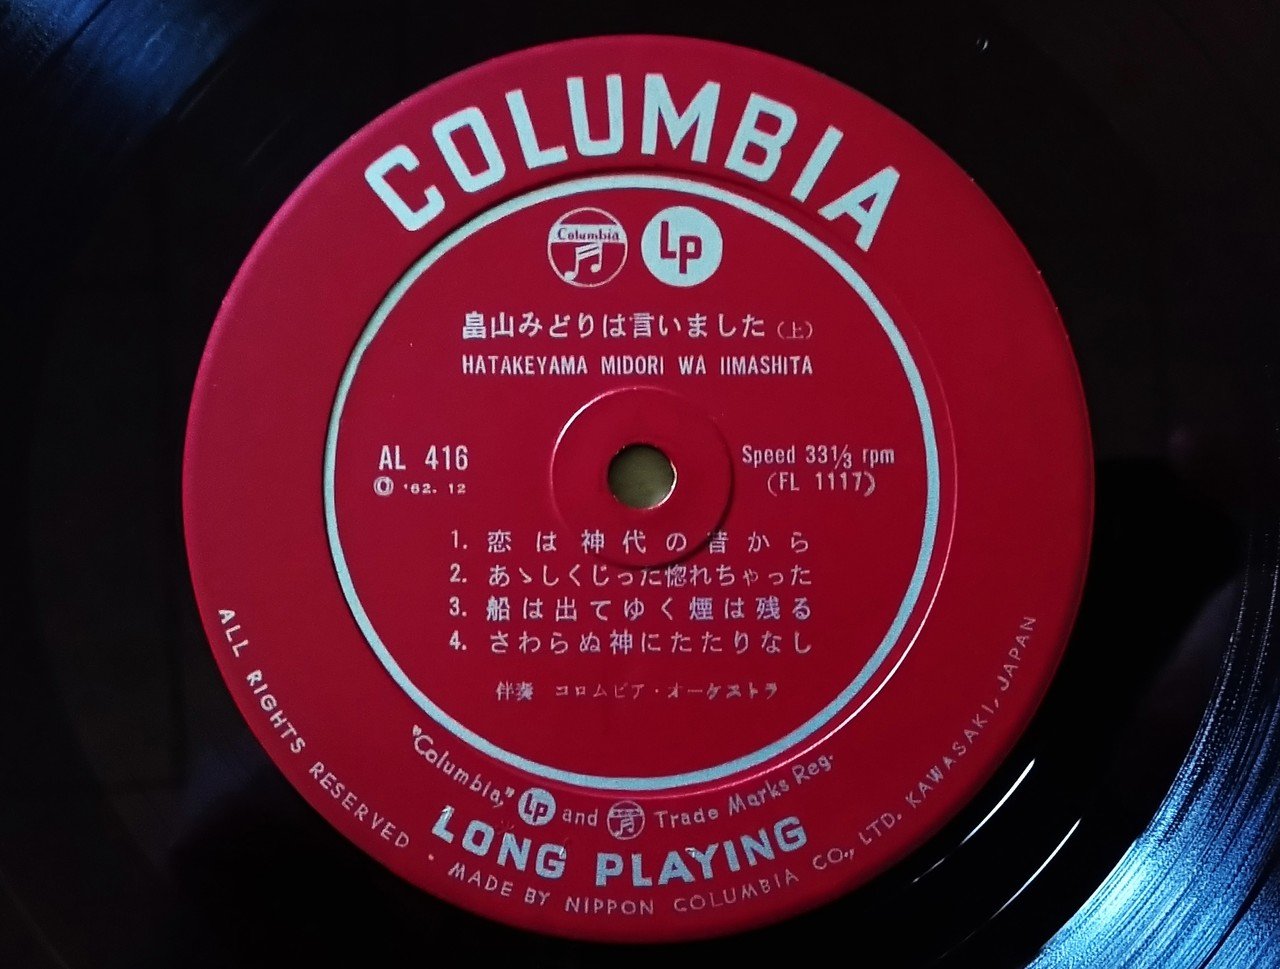 COLUMBIA
Columbia LP
畠山みどりは言いました（上）
HATAKEYAMA MIDORI WA IIMASHITA
AL 416
Speed 33 1/3 rpm
'62. 12
(FL 1117)
1. 恋は神代の昔から
2. あゝしくじった惚れちゃった
3. 船は出てゆく煙は残る
4. さわらぬ神にたたりなし
伴奏 コロムビア・オーケストラ
"Columbia," LP and Trade Marks Reg.
LONG PLAYING
ALL RIGHTS RESERVED · MADE BY NIPPON COLUMBIA CO., LTD. KAWASAKI, JAPAN